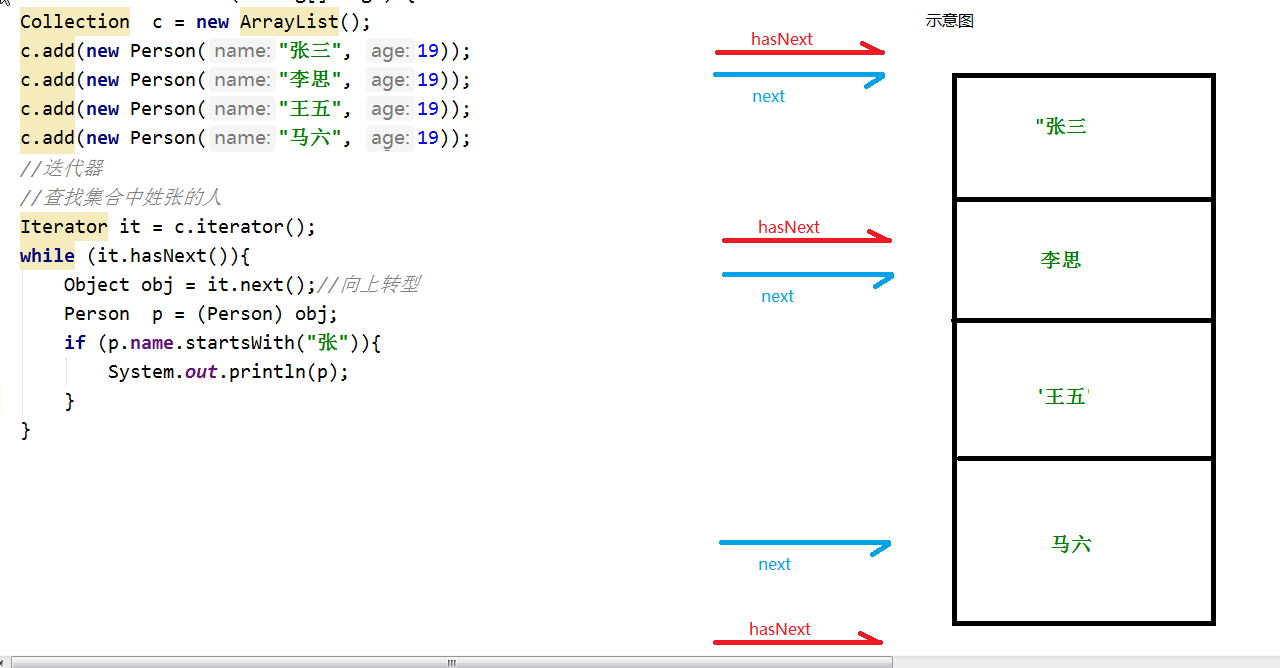 Collection  c = new ArrayList();
c.add(new Person( name: "张三",  age: 19));
c.add(new Person( name: "李思",  age: 19));
c.add(new Person( name: "王五",  age: 19));
c.add(new Person( name: "马六",  age: 19));
//迭代器
//查找集合中姓张的人
Iterator it = c.iterator();
while (it.hasNext()){
    Object obj = it.next();//向上转型
    Person  p = (Person) obj;
    if (p.name.startsWith("张")){
        System.out.println(p);
    }
}
示意图
hasNext
next
"张三
hasNext
next
李思
'王五'
next
马六
hasNext